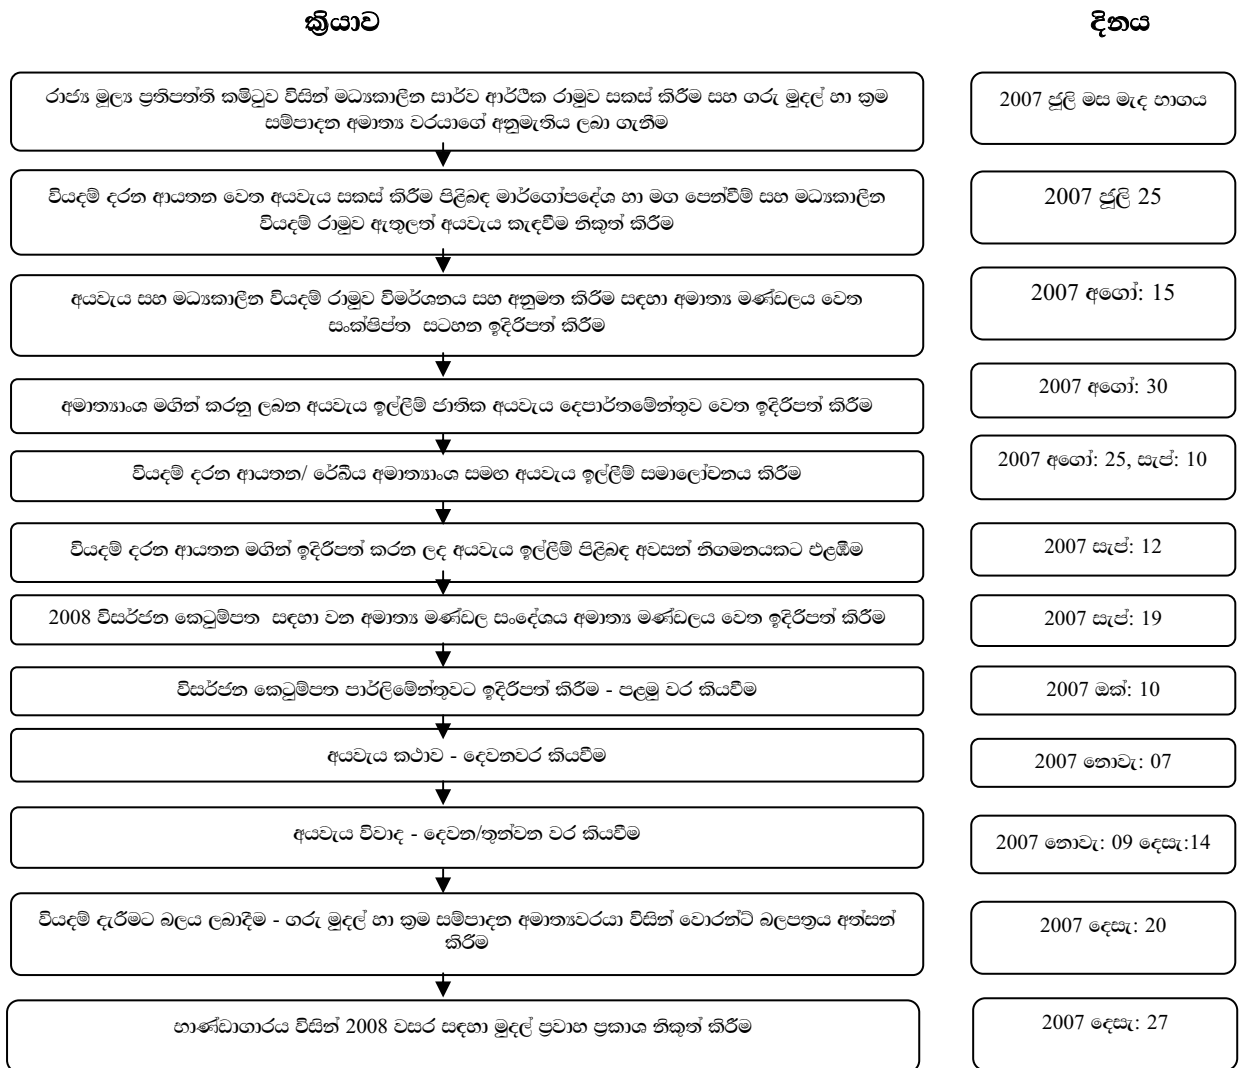 ක්‍රියාව
දිනය
රාජ්‍ය මූල්‍ය ප්‍රතිපත්ති කමිටුව විසින් මධ්‍යකාලීන සාර්ව ආර්ථික රාමුව සකස් කිරීම සහ ගරු මුදල් හා ක්‍රම
සම්පාදන අමාත්‍ය වරයාගේ අනුමැතිය ලබා ගැනීම
2007 ජූලි මස මැද භාගය
වියදම් දරන ආයතන වෙත අයවැය සකස් කිරීම පිළිබඳ මාර්ගෝපදේශ හා මග පෙන්වීම් සහ මධ්‍යකාලීන
වියදම් රාමුව ඇතුලත් අයවැය කැඳවීම නිකුත් කිරීම
2007 ජූලි 25
අයවැය සහ මධ්‍යකාලීන වියදම් රාමුව විමර්ශනය සහ අනුමත කිරීම සඳහා අමාත්‍ය මණ්ඩලය වෙත
සංක්ෂිප්ත සටහන ඉදිරිපත් කිරීම
2007 අගෝ: 15
අමාත්‍යාංශ මගින් කරනු ලබන අයවැය ඉල්ලීම් ජාතික අයවැය දෙපාර්තමේන්තුව වෙත ඉදිරිපත් කිරීම
2007 අගෝ: 30
වියදම් දරන ආයතන/ රේඛීය අමාත්‍යාංශ සමඟ අයවැය ඉල්ලීම් සමාලෝචනය කිරීම
2007 අගෝ: 25, සැප්: 10
වියදම් දරන ආයතන මගින් ඉදිරිපත් කරන ලද අයවැය ඉල්ලීම් පිළිබඳ අවසන් නිගමනයකට එළඹීම
2007 සැප්: 12
2008 විසර්ජන කෙටුම්පත සඳහා වන අමාත්‍ය මණ්ඩල සංදේශය අමාත්‍ය මණ්ඩලය වෙත ඉදිරිපත් කිරීම
2007 සැප්: 19
විසර්ජන කෙටුම්පත පාර්ලිමේන්තුවට ඉදිරිපත් කිරීම - පළමු වර කියවීම
2007 ඔක්: 10
අයවැය කථාව - දෙවනවර කියවීම
2007 නොවැ: 07
අයවැය විවාද - දෙවන/තුන්වන වර කියවීම
2007 නොවැ: 09 දෙසැ:14
වියදම් දැරීමට බලය ලබාදීම - ගරු මුදල් හා ක්‍රම සම්පාදන අමාත්‍යවරයා විසින් වොරන්ට් බලපත්‍රය අත්සන්
කිරීම
2007 දෙසැ: 20
භාණ්ඩාගාරය විසින් 2008 වසර සඳහා මුදල් ප්‍රවාහ ප්‍රකාශ නිකුත් කිරීම
2007 දෙසැ: 27